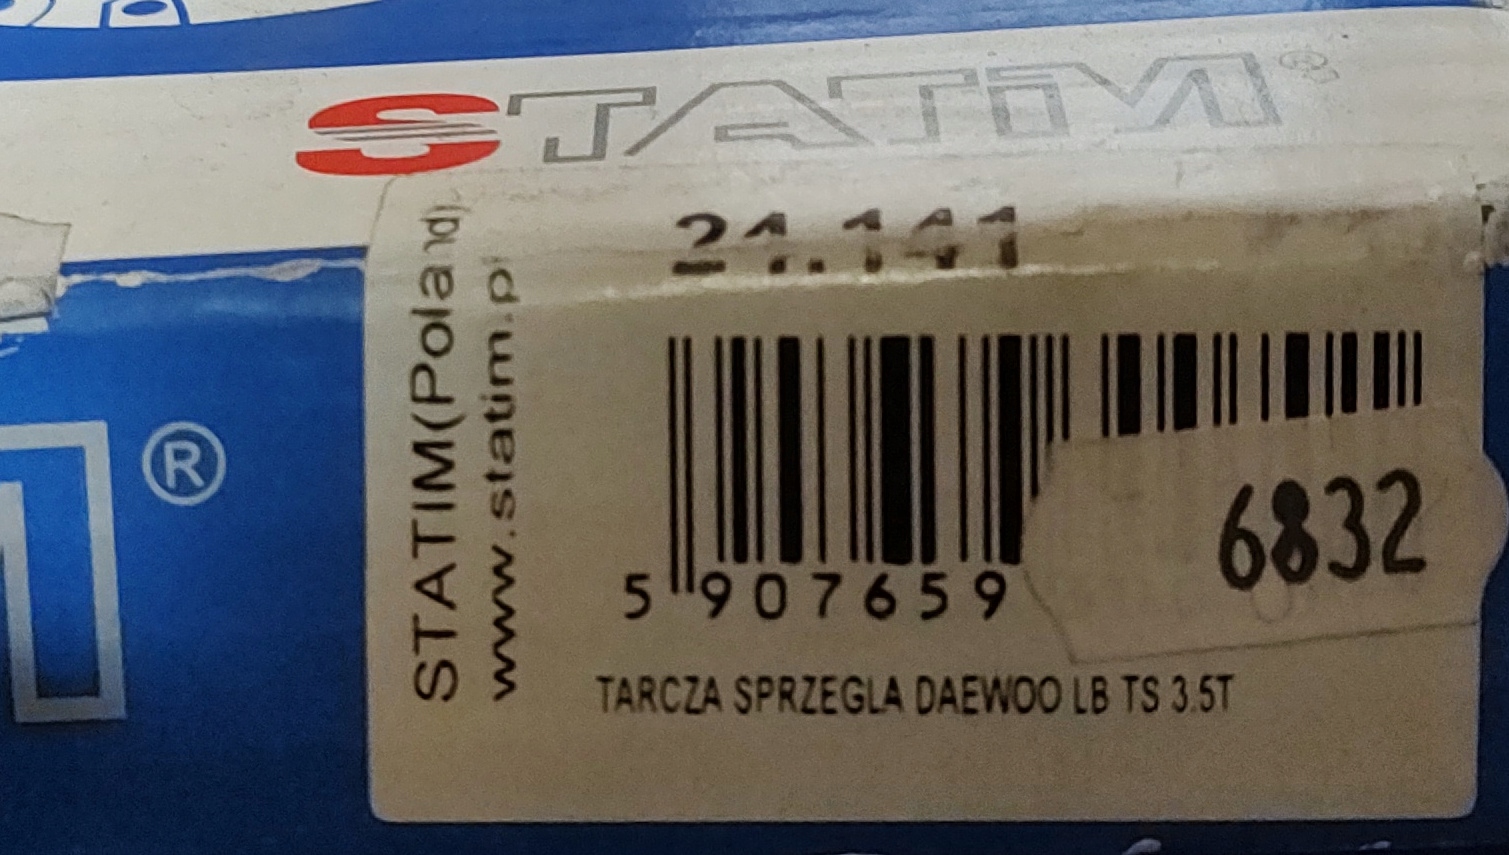 STATIM®
STATIM(Poland)
www.statim.pl
21.141
5 907659
6832
TARCZA SPRZEGLA DAEWOO LB TS 3.5T
®